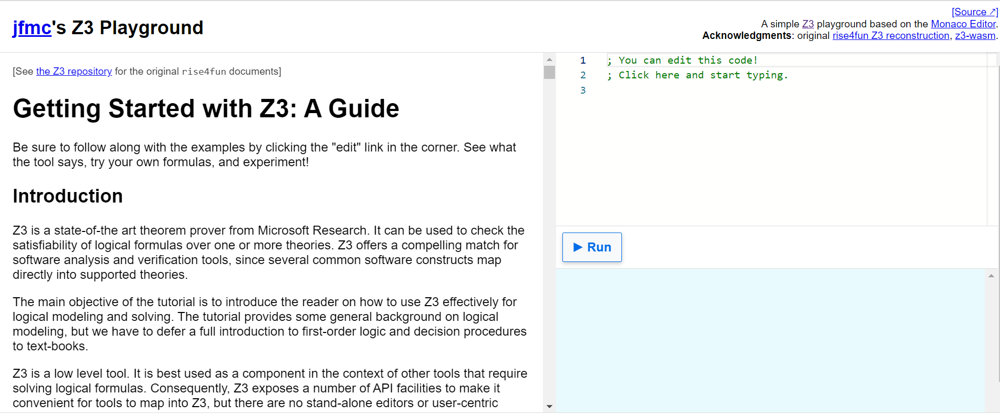 jfmc's Z3 Playground
[Source ↗]
A simple Z3 playground based on the Monaco Editor.
Acknowledgments: original rise4fun Z3 reconstruction, z3-wasm.
[See the Z3 repository for the original rise4fun documents]
Getting Started with Z3: A Guide
Be sure to follow along with the examples by clicking the "edit" link in the corner. See what
the tool says, try your own formulas, and experiment!
Introduction
Z3 is a state-of-the art theorem prover from Microsoft Research. It can be used to check the
satisfiability of logical formulas over one or more theories. Z3 offers a compelling match for
software analysis and verification tools, since several common software constructs map
directly into supported theories.
The main objective of the tutorial is to introduce the reader on how to use Z3 effectively for
logical modeling and solving. The tutorial provides some general background on logical
modeling, but we have to defer a full introduction to first-order logic and decision procedures
to text-books.
Z3 is a low level tool. It is best used as a component in the context of other tools that require
solving logical formulas. Consequently, Z3 exposes a number of API facilities to make it
convenient for tools to map into Z3, but there are no stand-alone editors or user-centric
1 ; You can edit this code!
2 ; Click here and start typing.
3
▶ Run